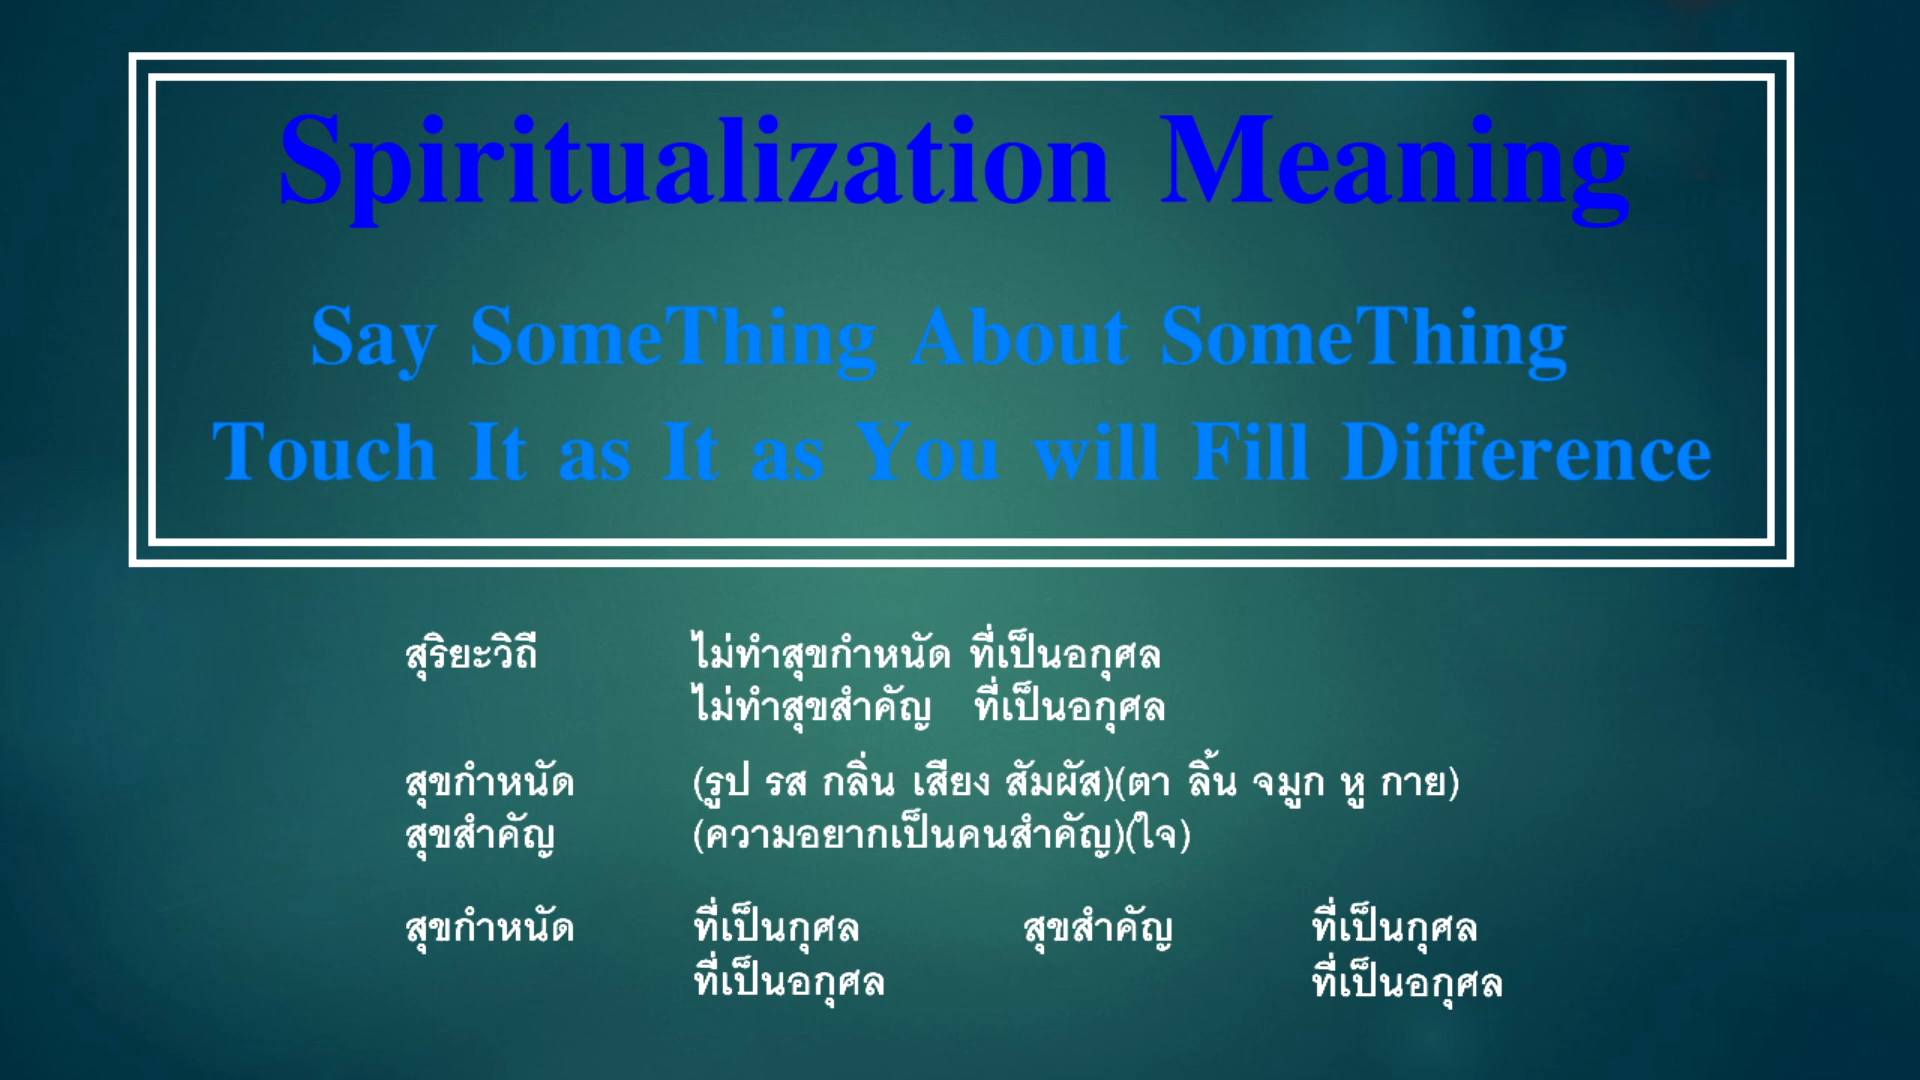 Spiritualization Meaning
Say SomeThing About SomeThing
Touch It as It as You will Fill Difference
สุริยะวิถี ไม่ทำสุขกำหนัด ที่เป็นอกุศล
ไม่ทำสุขสำคัญ ที่เป็นอกุศล
สุขกำหนัด (รูป รส กลิ่น เสียง สัมผัส)(ตา ลิ้น จมูก หู กาย)
สุขสำคัญ (ความอยากเป็นคนสำคัญ)(ใจ)
สุขกำหนัด ที่เป็นกุศล สุขสำคัญ ที่เป็นกุศล
ที่เป็นอกุศล ที่เป็นอกุศล